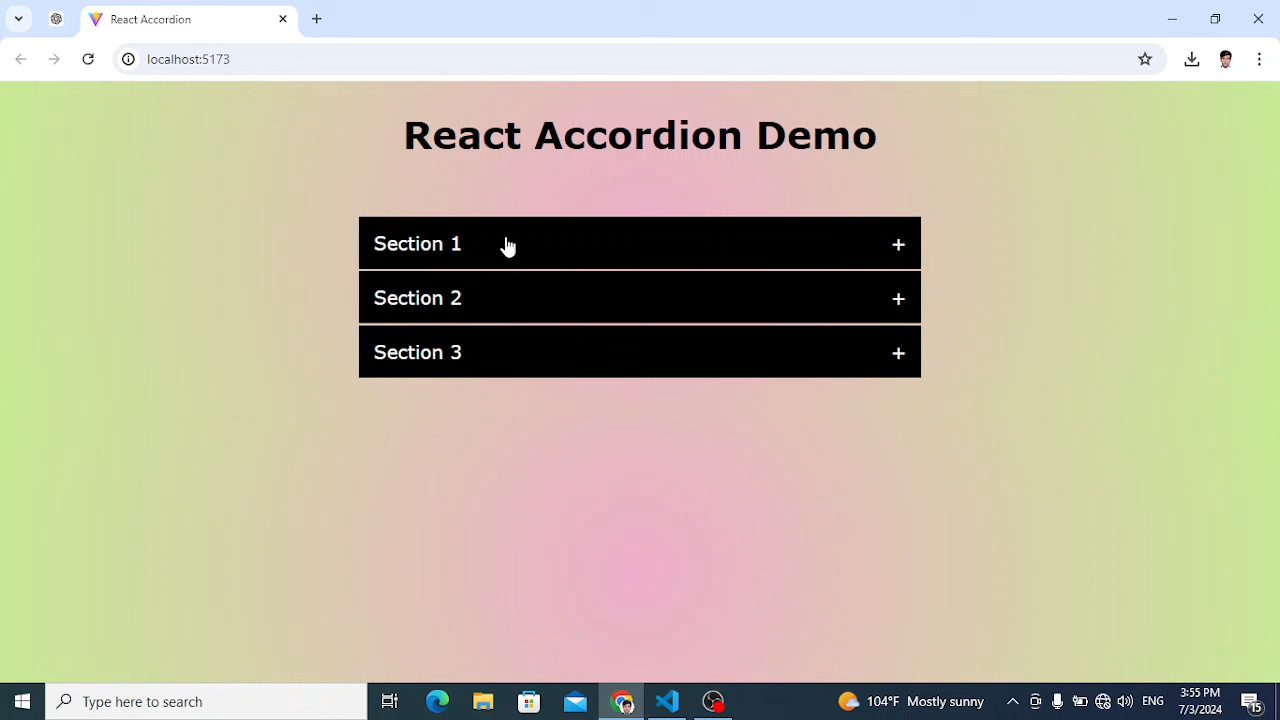 React Accordion
localhost:5173
React Accordion Demo
Section 1 +
Section 2 +
Section 3 +
Type here to search
104°F Mostly sunny
ENG
3:55 PM
7/3/2024
15